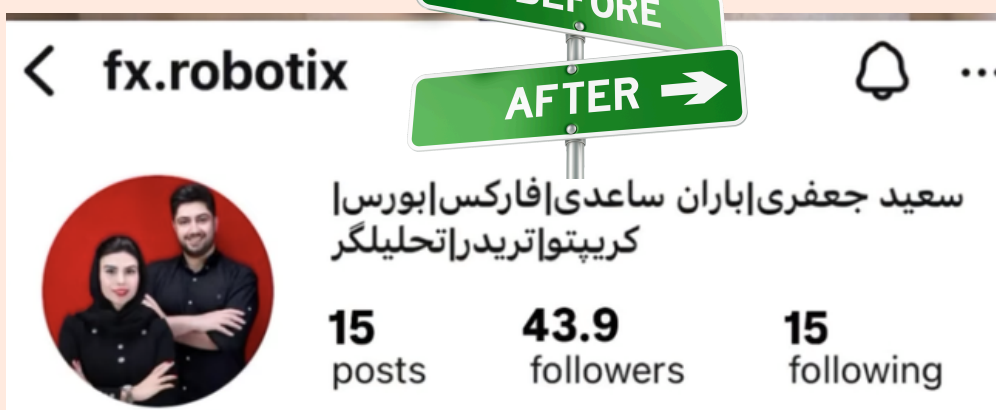 BEFORE
fx.robotix
AFTER
سعید جعفری|باران ساعدی|فارکس|بورس|
کریپتو|تریدر|تحلیلگر
15 43.9 15
posts followers following